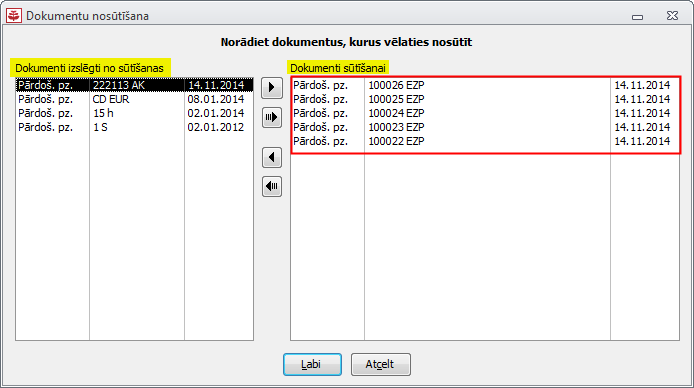 Dokumentu nosūtīšana
Norādiet dokumentus, kurus vēlaties nosūtīt
Dokumenti izslēgti no sūtīšanas
Pārdoš. pz. 222113 AK 14.11.2014
Pārdoš. pz. CD EUR 08.01.2014
Pārdoš. pz. 15 h 02.01.2014
Pārdoš. pz. 1 S 02.01.2012
Dokumenti sūtīšanai
Pārdoš. pz. 100026 EZP 14.11.2014
Pārdoš. pz. 100025 EZP 14.11.2014
Pārdoš. pz. 100024 EZP 14.11.2014
Pārdoš. pz. 100023 EZP 14.11.2014
Pārdoš. pz. 100022 EZP 14.11.2014
Labi Atcelt